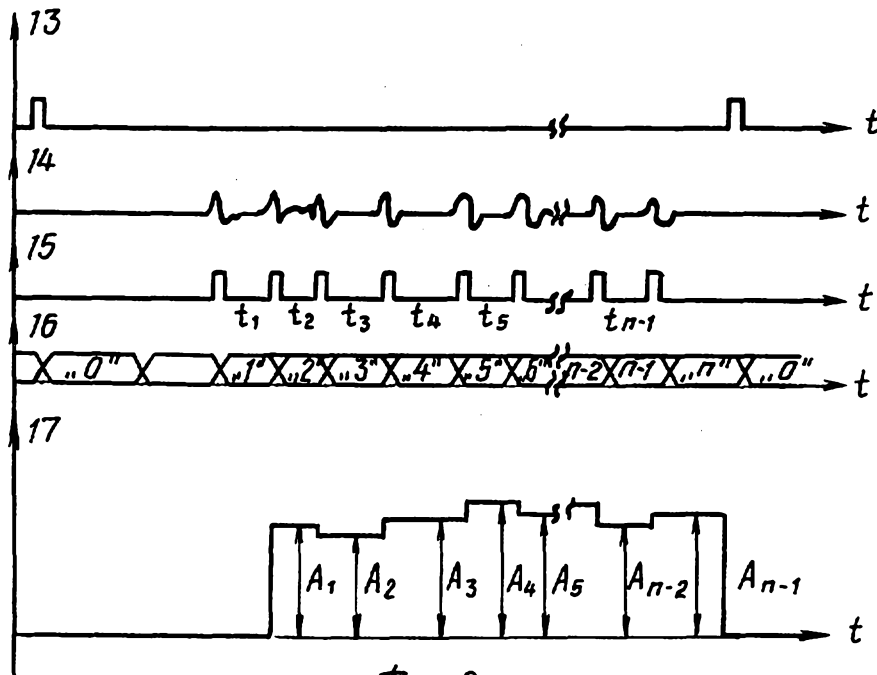 13
t
14
t
15
t₁ t₂ t₃ t₄ t₅ tₙ₋₁ t
16
„0" „1" „2" „3" „4" „5" „6" n-2 n-1 „n" „0" t
17
A₁ A₂ A₃ A₄ A₅ Aₙ₋₂ Aₙ₋₁
t